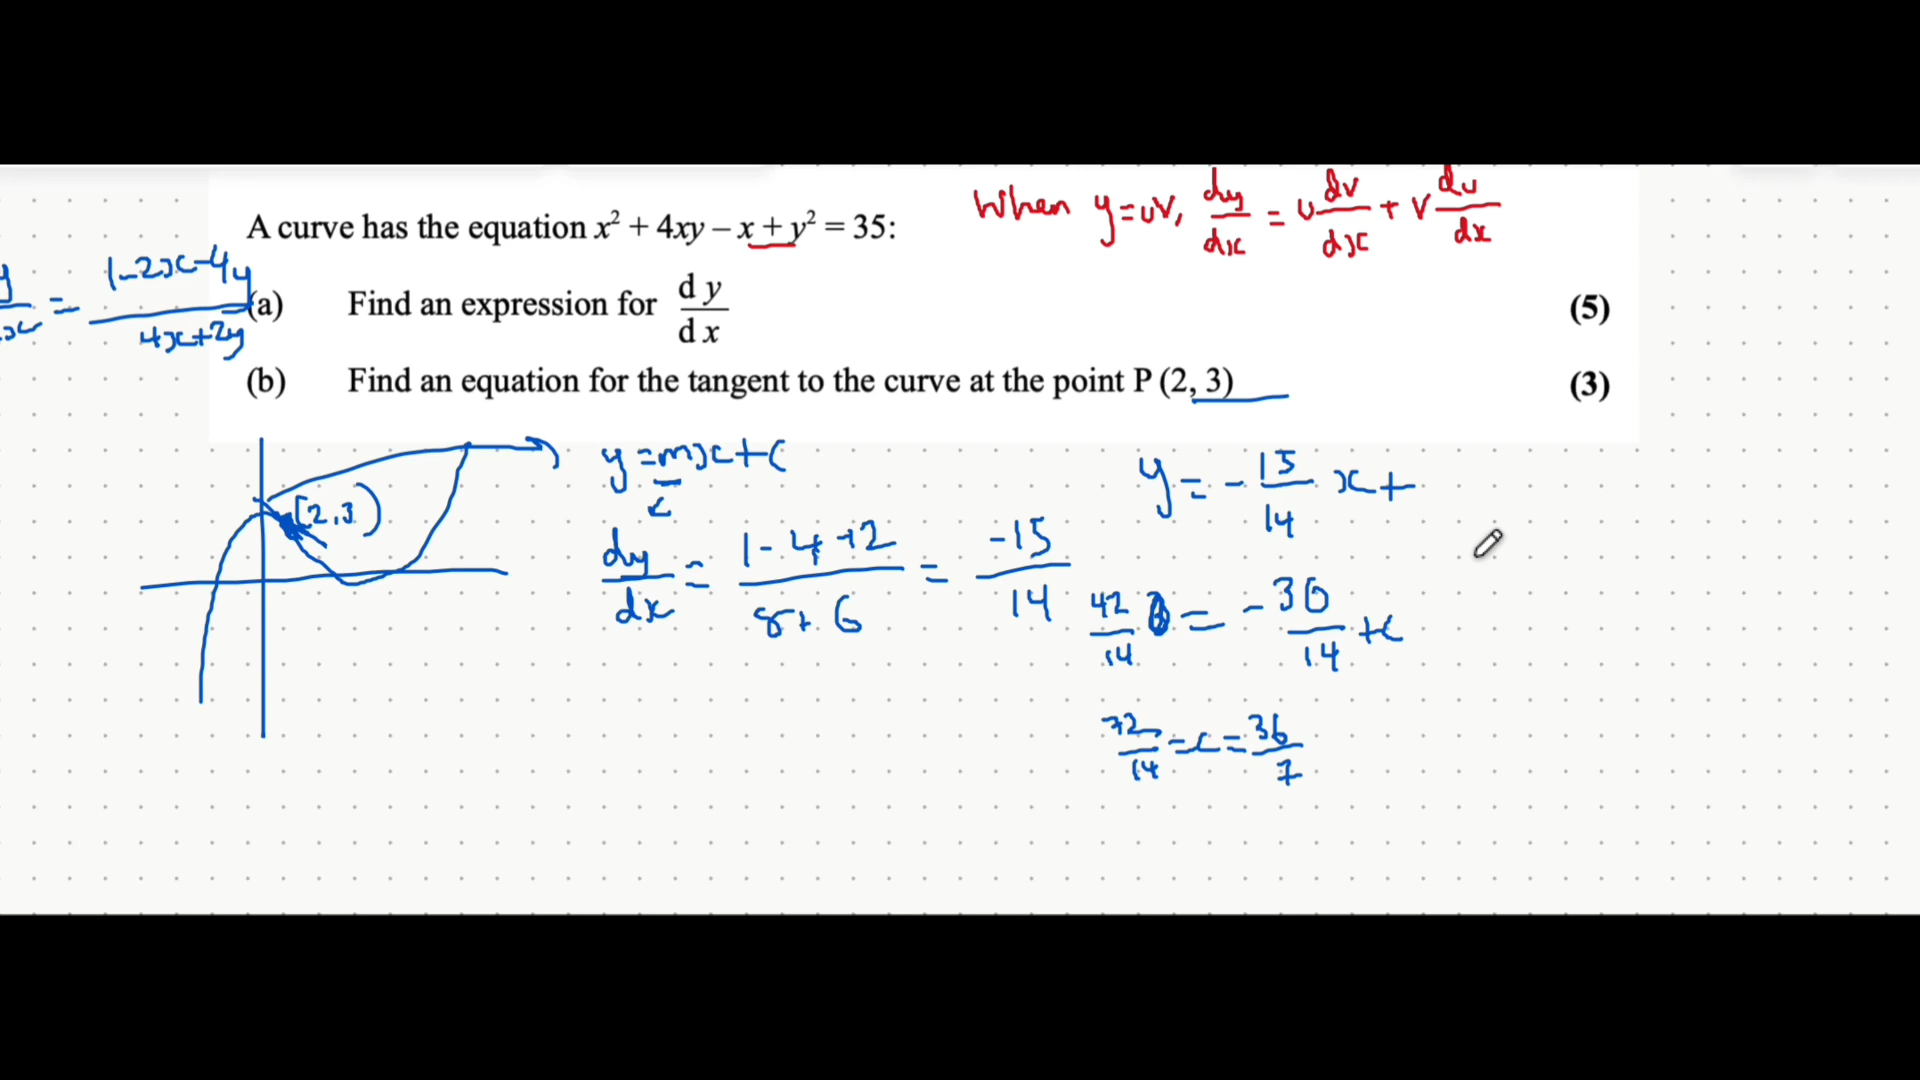 When y=uv, dy/dx = u dv/dx + v du/dx
A curve has the equation x² + 4xy – x + y² = 35:
= 1-2x-4y / 4x+2y
(a) Find an expression for dy/dx (5)
(b) Find an equation for the tangent to the curve at the point P (2, 3) (3)
(2,3)
y=mx+c
dy/dx = 1-4-12 / 8+6 = -15/14
y = -15/14 x+
42/14 = -30/14 +c
72/14 = c = 36/7